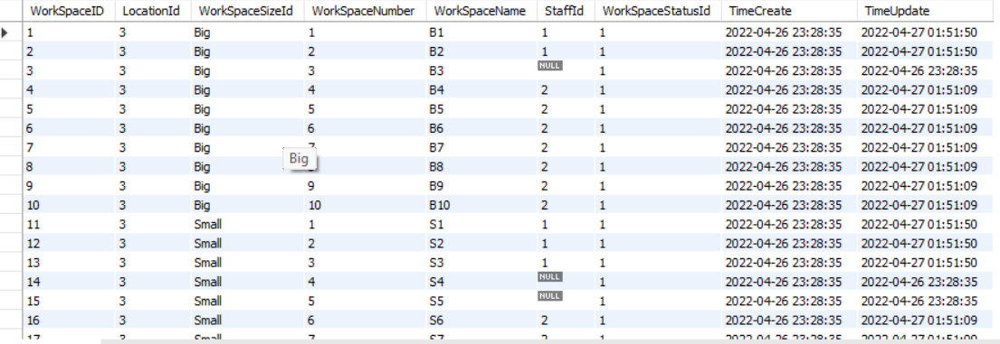 WorkSpaceID LocationId WorkSpaceSizeId WorkSpaceNumber WorkSpaceName StaffId WorkSpaceStatusId TimeCreate TimeUpdate
1 3 Big 1 B1 1 1 2022-04-26 23:28:35 2022-04-27 01:51:50
2 3 Big 2 B2 1 1 2022-04-26 23:28:35 2022-04-27 01:51:50
3 3 Big 3 B3 NULL 1 2022-04-26 23:28:35 2022-04-26 23:28:35
4 3 Big 4 B4 2 1 2022-04-26 23:28:35 2022-04-27 01:51:09
5 3 Big 5 B5 2 1 2022-04-26 23:28:35 2022-04-27 01:51:09
6 3 Big 6 B6 2 1 2022-04-26 23:28:35 2022-04-27 01:51:09
7 3 Big B7 2 1 2022-04-26 23:28:35 2022-04-27 01:51:09
Big
8 3 Big B8 2 1 2022-04-26 23:28:35 2022-04-27 01:51:09
9 3 Big 9 B9 2 1 2022-04-26 23:28:35 2022-04-27 01:51:09
10 3 Big 10 B10 2 1 2022-04-26 23:28:35 2022-04-27 01:51:09
11 3 Small 1 S1 1 1 2022-04-26 23:28:35 2022-04-27 01:51:50
12 3 Small 2 S2 1 1 2022-04-26 23:28:35 2022-04-27 01:51:50
13 3 Small 3 S3 1 1 2022-04-26 23:28:35 2022-04-27 01:51:50
14 3 Small 4 S4 NULL 1 2022-04-26 23:28:35 2022-04-26 23:28:35
15 3 Small 5 S5 NULL 1 2022-04-26 23:28:35 2022-04-26 23:28:35
16 3 Small 6 S6 2 1 2022-04-26 23:28:35 2022-04-27 01:51:09
17 3 Small 7 S7 2 1 2022-04-26 23:28:35 2022-04-27 01:51:09